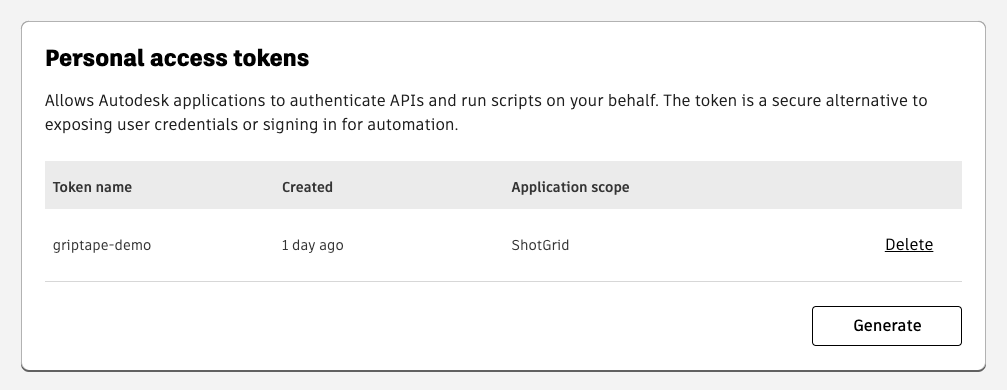 Personal access tokens
Allows Autodesk applications to authenticate APIs and run scripts on your behalf. The token is a secure alternative to
exposing user credentials or signing in for automation.
Token name Created Application scope
griptape-demo 1 day ago ShotGrid Delete
Generate